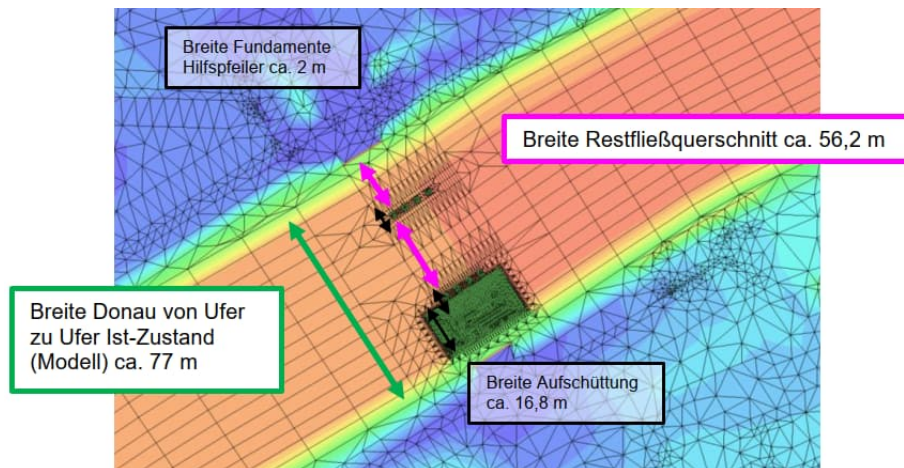 Breite Fundamente
Hilfspfeiler ca. 2 m
Breite Restfließquerschnitt ca. 56,2 m
Breite Donau von Ufer
zu Ufer Ist-Zustand
(Modell) ca. 77 m
Breite Aufschüttung
ca. 16,8 m